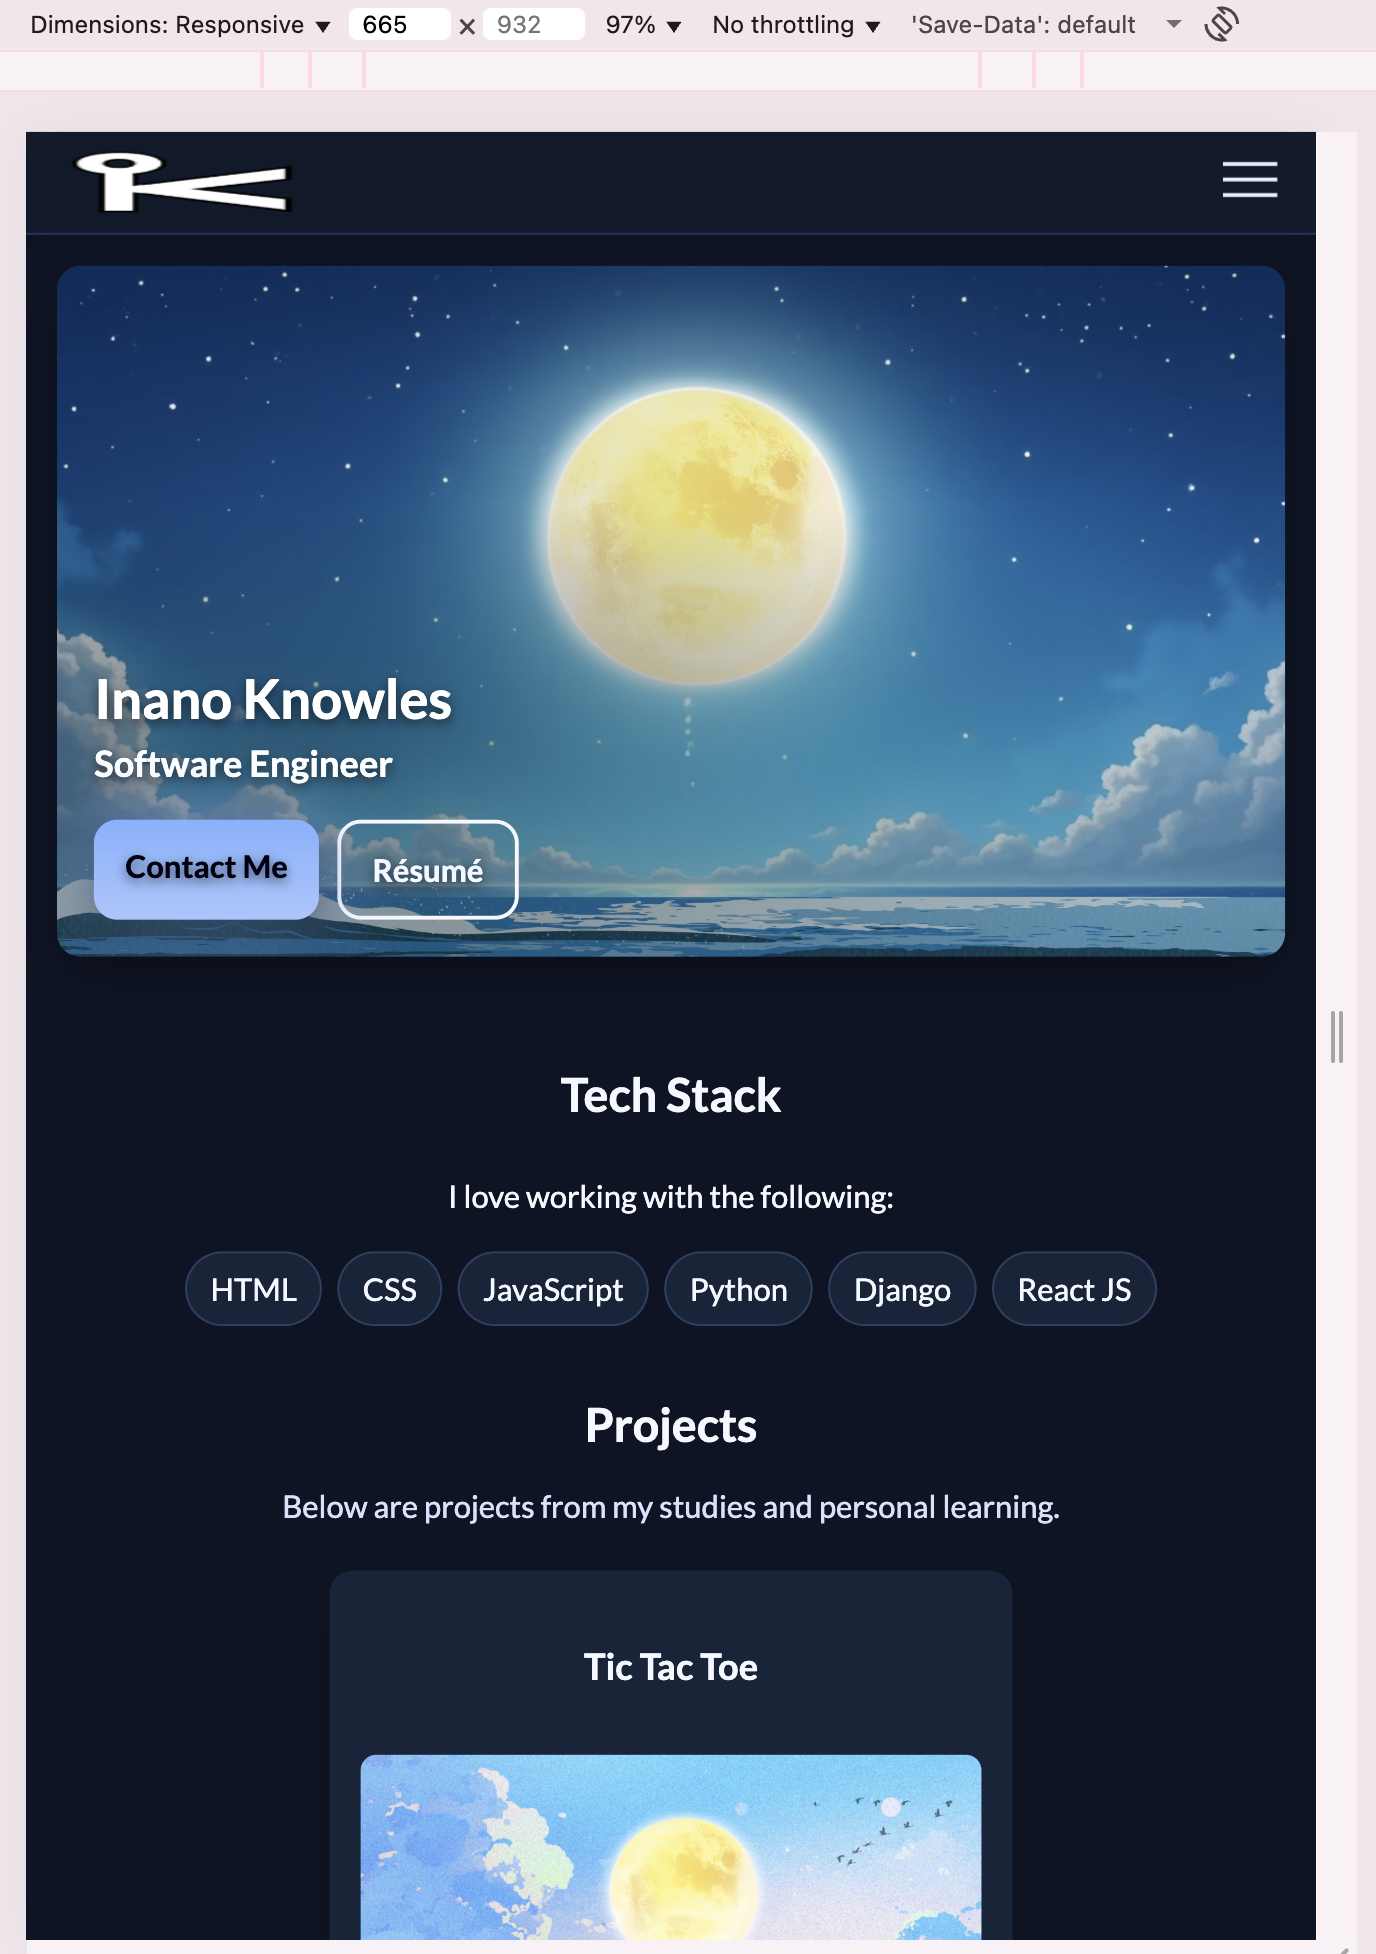 Dimensions: Responsive 665 × 932 97% No throttling 'Save-Data': default
Inano Knowles
Software Engineer
Contact Me Résumé
Tech Stack
I love working with the following:
HTML CSS JavaScript Python Django React JS
Projects
Below are projects from my studies and personal learning.
Tic Tac Toe